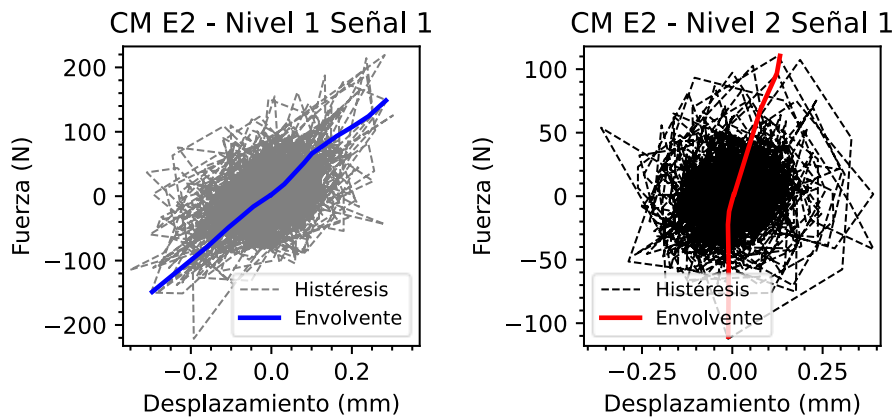 CM E2 - Nivel 1 Señal 1
200
100
0
−100
−200
Fuerza (N)
−0.2
0.0
0.2
Desplazamiento (mm)
Histéresis
Envolvente
CM E2 - Nivel 2 Señal 1
100
50
0
−50
−100
Fuerza (N)
−0.25
0.00
0.25
Desplazamiento (mm)
Histéresis
Envolvente